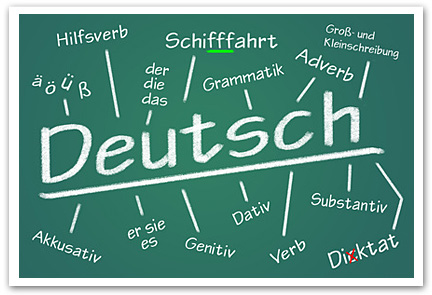 Hilfsverb
Schifffahrt
Groß- und
Kleinschreibung
ä ö ü ß
der
die
das
Grammatik
Adverb
Deutsch
Akkusativ
er sie
es
Genitiv
Dativ
Verb
Substantiv
Dicktat